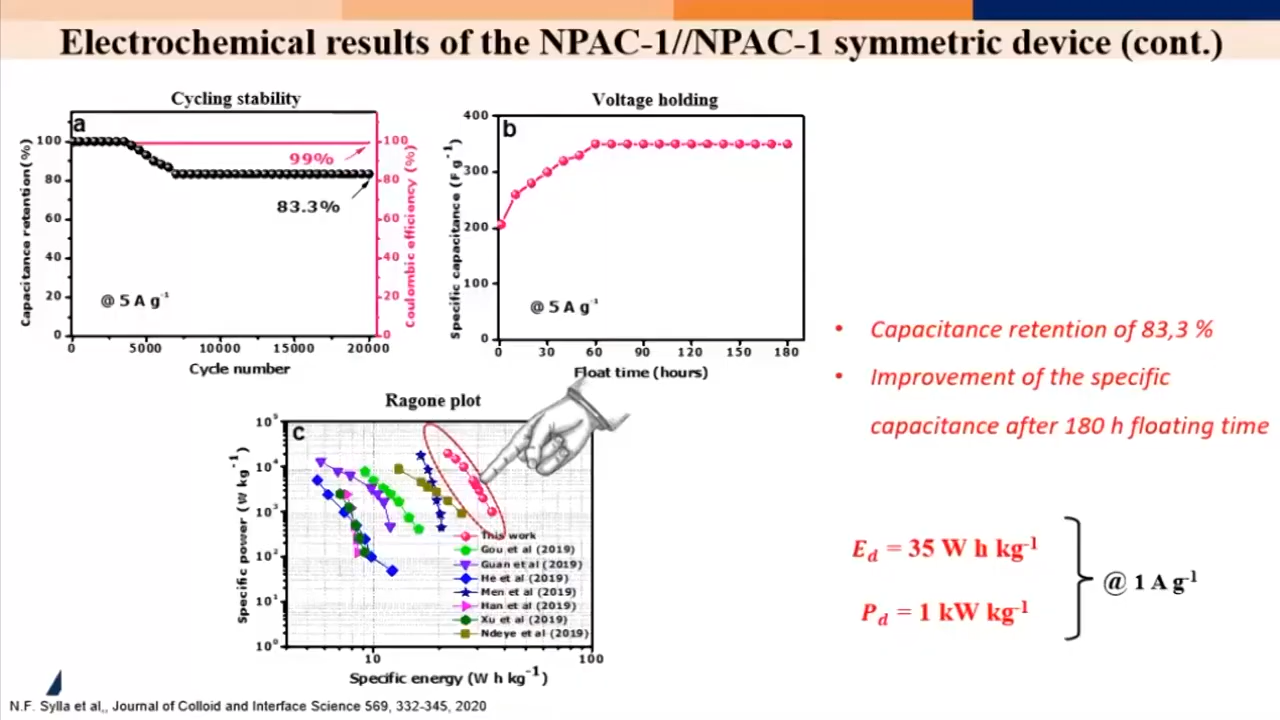 Electrochemical results of the NPAC-1//NPAC-1 symmetric device (cont.)
Cycling stability
a
100
80
60
40
20
0
Capacitance retention(%)
99%
83.3%
@ 5 A g⁻¹
100
80
60
40
20
0
Coulombic efficiency (%)
0 5000 10000 15000 20000
Cycle number
Voltage holding
b
400
300
200
100
0
Specific capacitance (F g⁻¹)
@ 5 A g⁻¹
0 30 60 90 120 150 180
Float time (hours)
• Capacitance retention of 83,3 %
• Improvement of the specific
capacitance after 180 h floating time
Ragone plot
c
10⁵
10⁴
10³
10²
10¹
10⁰
Specific power (W kg⁻¹)
This work
Gou et al (2019)
Guan et al (2019)
He et al (2019)
Men et al (2019)
Han et al (2019)
Xu et al (2019)
Ndeye et al (2019)
10 100
Specific energy (W h kg⁻¹)
E_d = 35 W h kg⁻¹
P_d = 1 kW kg⁻¹
@ 1 A g⁻¹
N.F. Sylla et al,, Journal of Colloid and Interface Science 569, 332-345, 2020